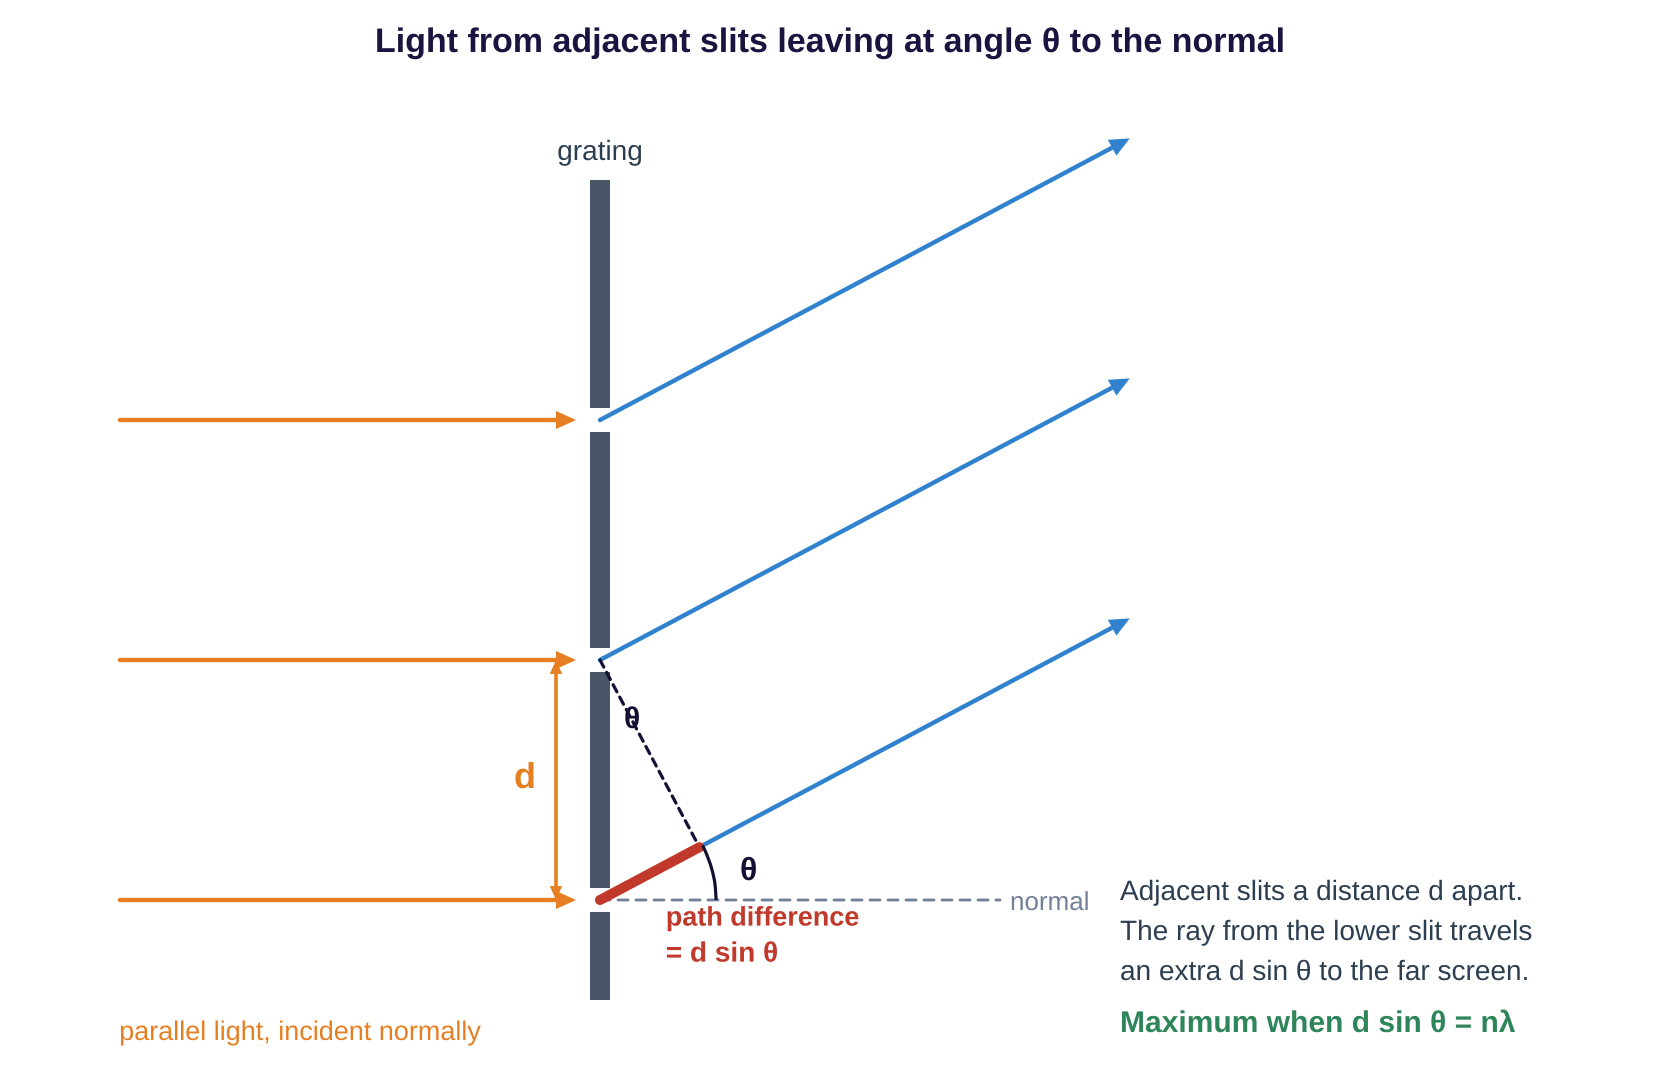 Light from adjacent slits leaving at angle θ to the normal
grating
θ
d
θ
normal
path difference
= d sin θ
Adjacent slits a distance d apart.
The ray from the lower slit travels
an extra d sin θ to the far screen.
Maximum when d sin θ = nλ
parallel light, incident normally